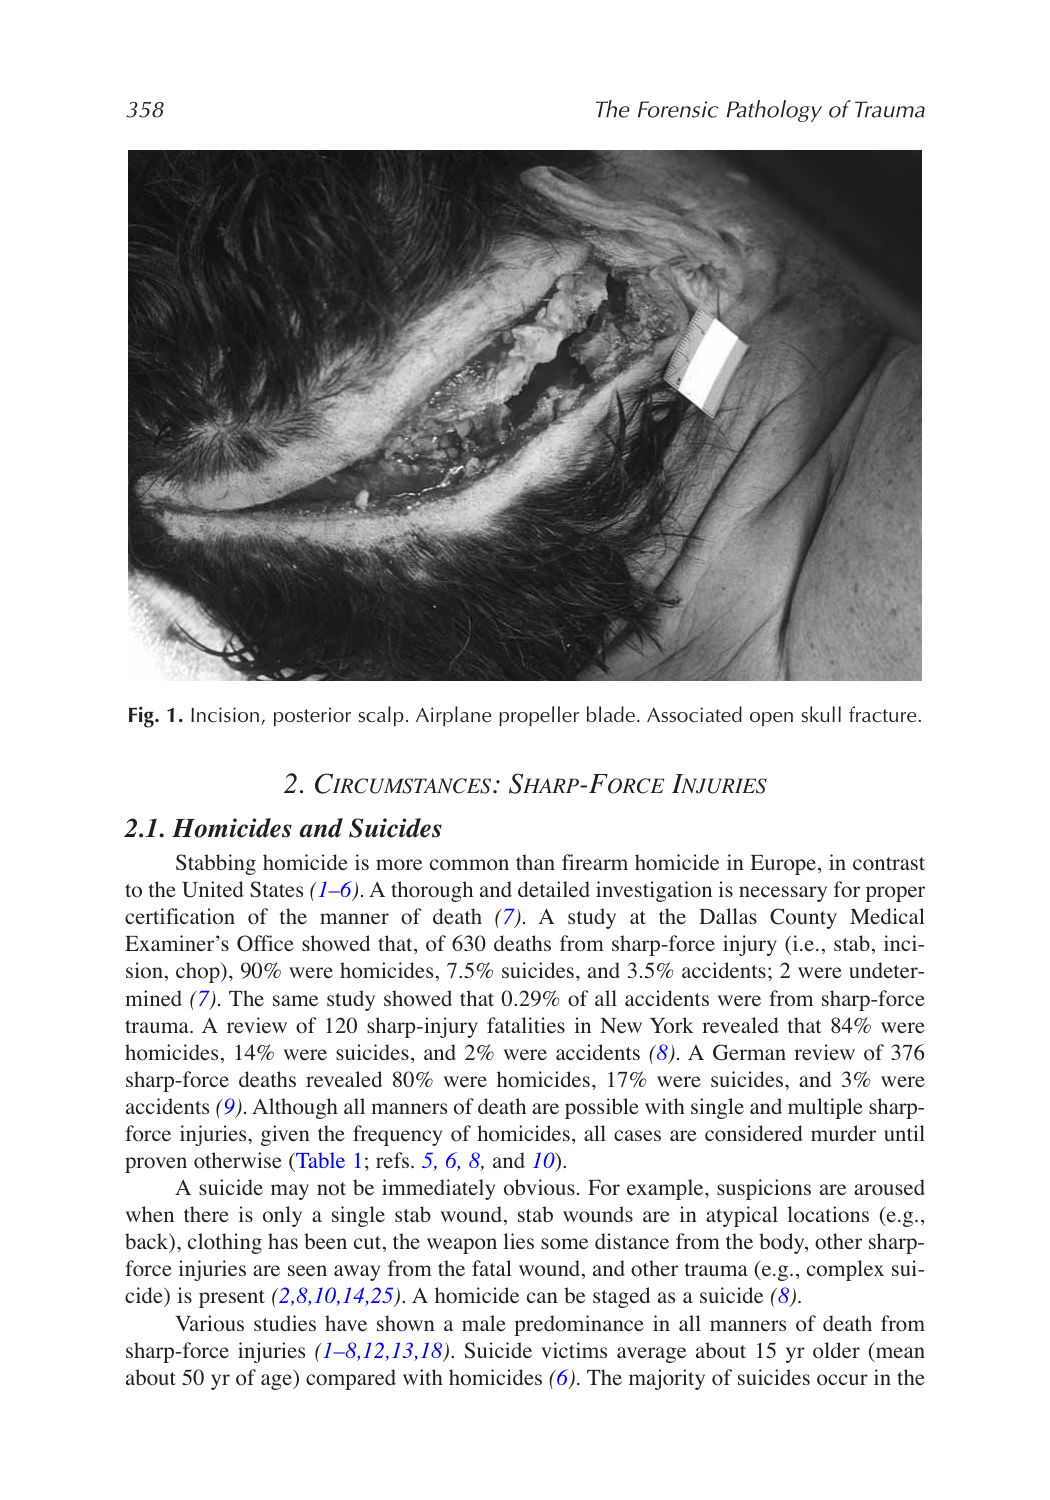 358
The Forensic Pathology of Trauma
Fig. 1. Incision, posterior scalp. Airplane propeller blade. Associated open skull fracture.
2. CIRCUMSTANCES: SHARP-FORCE INJURIES
2.1. Homicides and Suicides
Stabbing homicide is more common than firearm homicide in Europe, in contrast
to the United States (1–6). A thorough and detailed investigation is necessary for proper
certification of the manner of death (7). A study at the Dallas County Medical
Examiner's Office showed that, of 630 deaths from sharp-force injury (i.e., stab, inci-
sion, chop), 90% were homicides, 7.5% suicides, and 3.5% accidents; 2 were undeter-
mined (7). The same study showed that 0.29% of all accidents were from sharp-force
trauma. A review of 120 sharp-injury fatalities in New York revealed that 84% were
homicides, 14% were suicides, and 2% were accidents (8). A German review of 376
sharp-force deaths revealed 80% were homicides, 17% were suicides, and 3% were
accidents (9). Although all manners of death are possible with single and multiple sharp-
force injuries, given the frequency of homicides, all cases are considered murder until
proven otherwise (Table 1; refs. 5, 6, 8, and 10).
A suicide may not be immediately obvious. For example, suspicions are aroused
when there is only a single stab wound, stab wounds are in atypical locations (e.g.,
back), clothing has been cut, the weapon lies some distance from the body, other sharp-
force injuries are seen away from the fatal wound, and other trauma (e.g., complex sui-
cide) is present (2,8,10,14,25). A homicide can be staged as a suicide (8).
Various studies have shown a male predominance in all manners of death from
sharp-force injuries (1–8,12,13,18). Suicide victims average about 15 yr older (mean
about 50 yr of age) compared with homicides (6). The majority of suicides occur in the